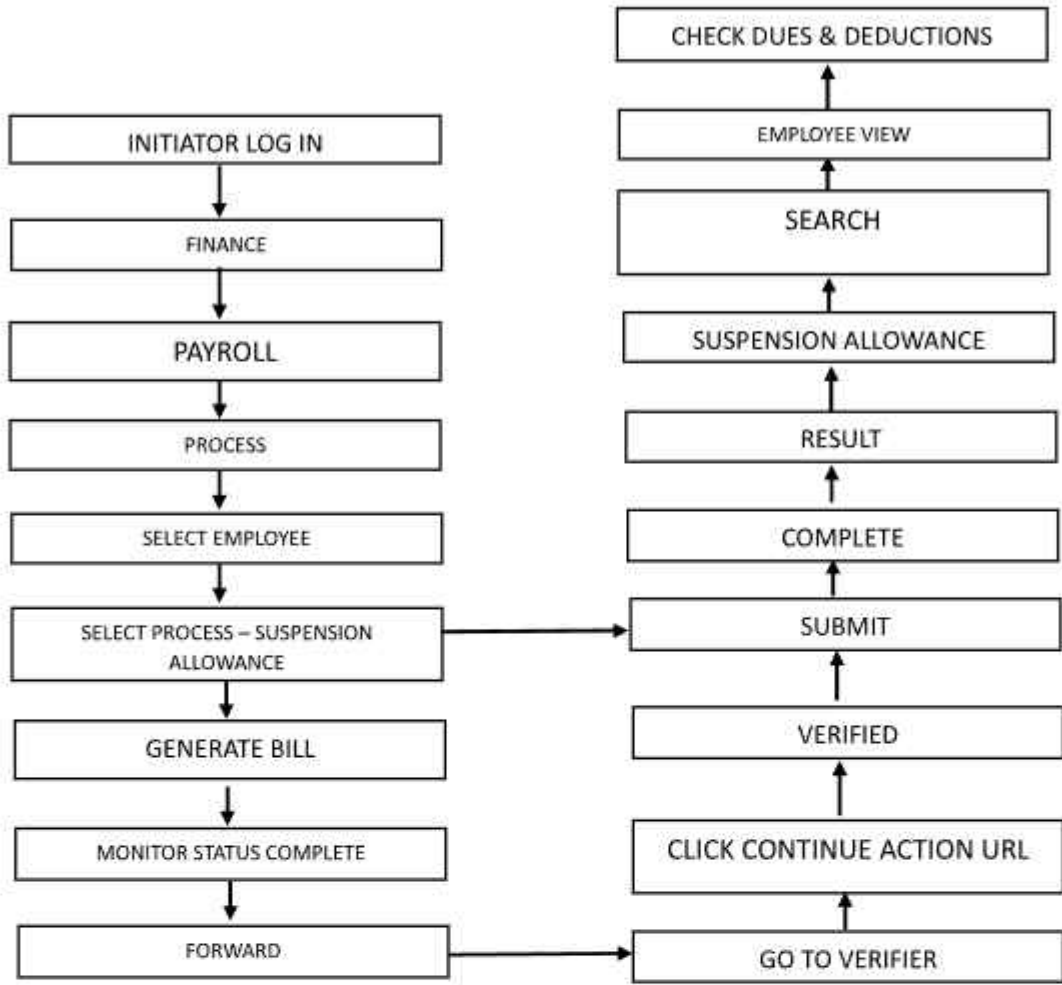 INITIATOR LOG IN
FINANCE
PAYROLL
PROCESS
SELECT EMPLOYEE
SELECT PROCESS – SUSPENSION
ALLOWANCE
GENERATE BILL
MONITOR STATUS COMPLETE
FORWARD
CHECK DUES & DEDUCTIONS
EMPLOYEE VIEW
SEARCH
SUSPENSION ALLOWANCE
RESULT
COMPLETE
SUBMIT
VERIFIED
CLICK CONTINUE ACTION URL
GO TO VERIFIER